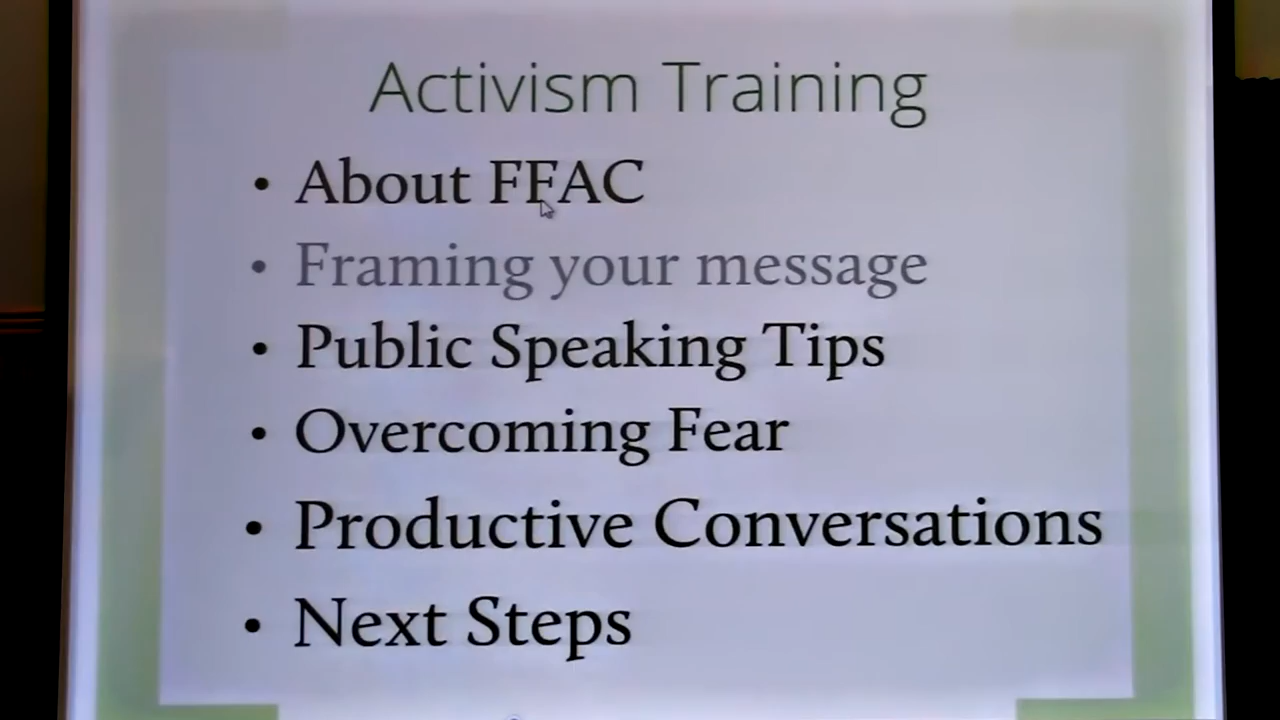 Activism Training
• About FFAC
• Framing your message
• Public Speaking Tips
• Overcoming Fear
• Productive Conversations
• Next Steps